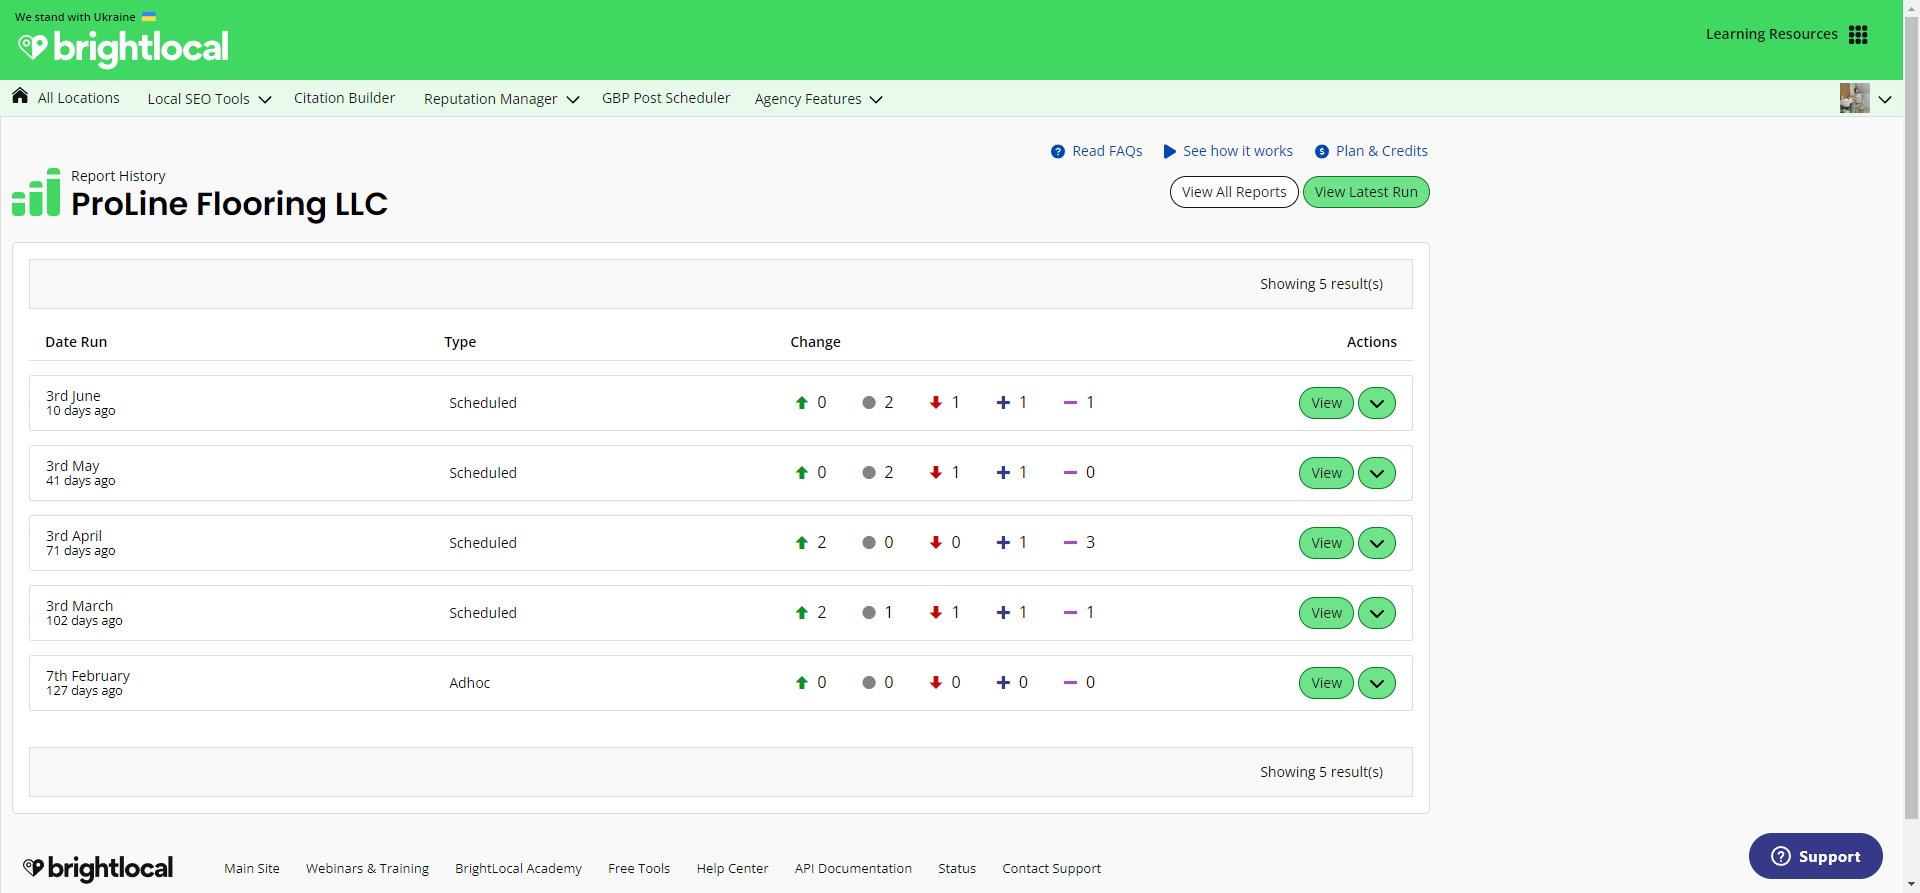 We stand with Ukraine
brightlocal
Learning Resources
All Locations Local SEO Tools Citation Builder Reputation Manager GBP Post Scheduler Agency Features
Read FAQs See how it works Plan & Credits
Report History
ProLine Flooring LLC
View All Reports View Latest Run
Showing 5 result(s)
Date Run Type Change Actions
3rd June
10 days ago
Scheduled 0 2 1 1 1 View
3rd May
41 days ago
Scheduled 0 2 1 1 0 View
3rd April
71 days ago
Scheduled 2 0 0 1 3 View
3rd March
102 days ago
Scheduled 2 1 1 1 1 View
7th February
127 days ago
Adhoc 0 0 0 0 0 View
Showing 5 result(s)
brightlocal Main Site Webinars & Training BrightLocal Academy Free Tools Help Center API Documentation Status Contact Support
Support